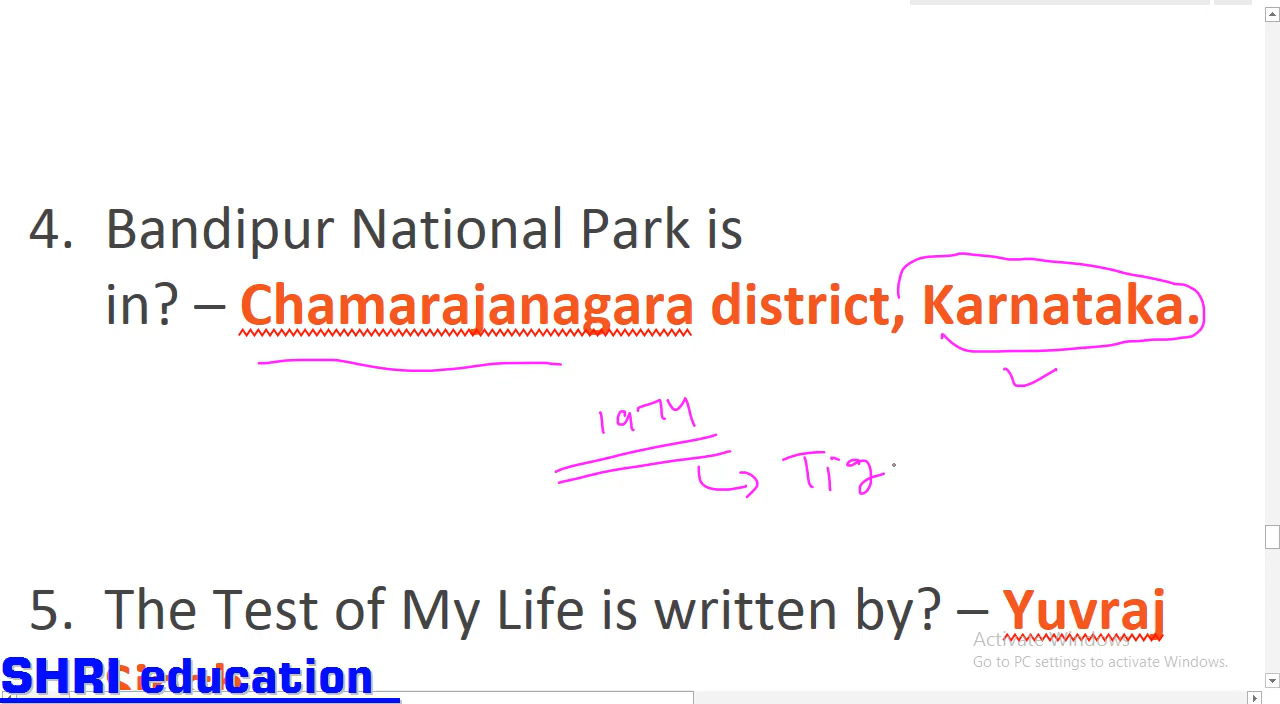 4. Bandipur National Park is
in? – Chamarajanagara district, Karnataka.
1974
Tig
5. The Test of My Life is written by? – Yuvraj
Activate Windows
Go to PC settings to activate Windows.
SHRI education